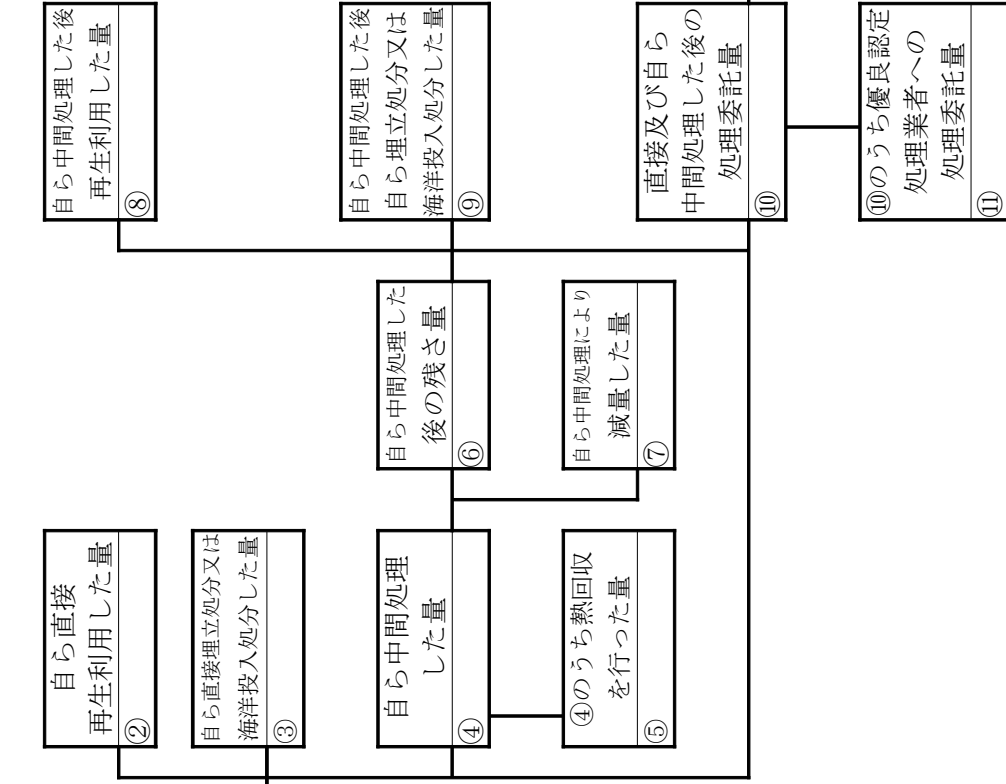 自ら直接
再生利用した量
②
自ら直接埋立処分又は
海洋投入処分した量
③
自ら中間処理
した量
④
④のうち熱回収
を行った量
⑤
自ら中間処理した
後の残さ量
⑥
自ら中間処理により
減量した量
⑦
自ら中間処理した後
再生利用した量
⑧
自ら中間処理した後
自ら埋立処分又は
海洋投入処分した量
⑨
直接及び自ら
中間処理した後の
処理委託量
⑩
⑩のうち優良認定
処理業者への
処理委託量
⑪